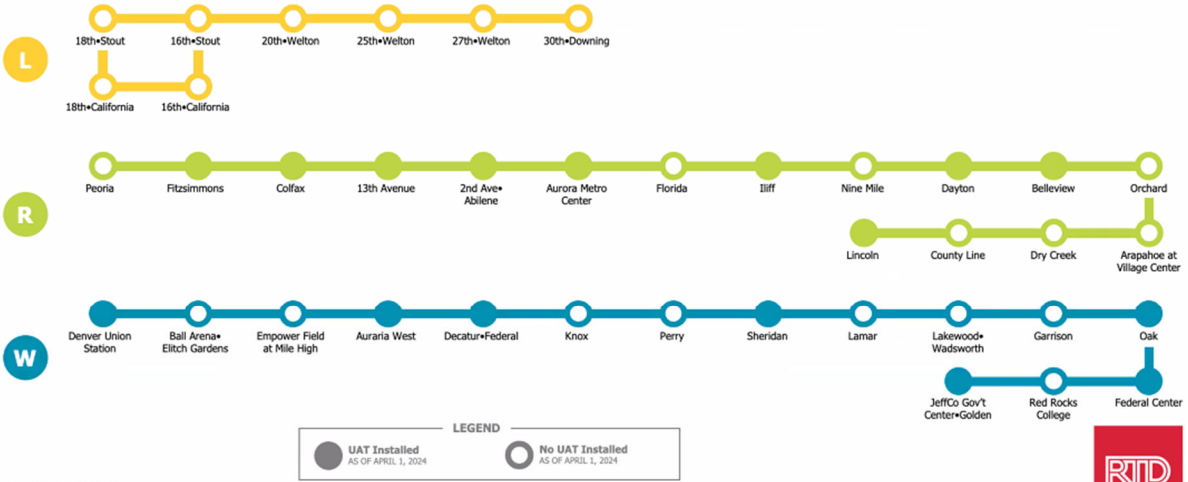 18th•Stout
16th•Stout
20th•Welton
25th•Welton
27th•Welton
30th•Downing
L
18th•California
16th•California
Peoria
Fitzsimmons
Colfax
13th Avenue
2nd Ave•
Abilene
Aurora Metro
Center
Florida
Iliff
Nine Mile
Dayton
Belleview
Orchard
R
Lincoln
County Line
Dry Creek
Arapahoe at
Village Center
Denver Union
Station
Ball Arena•
Elitch Gardens
Empower Field
at Mile High
Auraria West
Decatur•Federal
Knox
Perry
Sheridan
Lamar
Lakewood•
Wadsworth
Garrison
Oak
W
JeffCo Gov't
Center•Golden
Red Rocks
College
Federal Center
LEGEND
UAT Installed
AS OF APRIL 1, 2024
No UAT Installed
AS OF APRIL 1, 2024
RTD